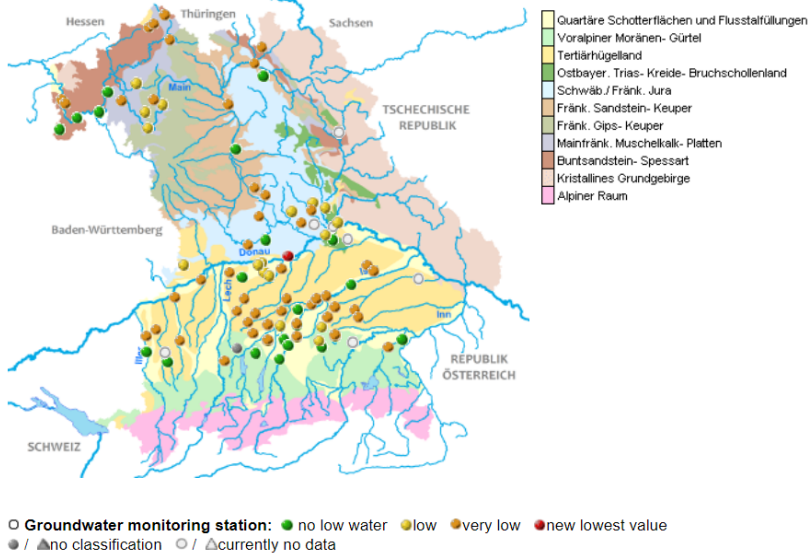 Hessen
Thüringen
Sachsen
Main
TSCHECHISCHE
REPUBLIK
Baden-Württemberg
Donau
Lech
Inn
Iller
REPUBLIK
ÖSTERREICH
SCHWEIZ
Quartäre Schotterflächen und Flusstalfüllungen
Voralpiner Moränen- Gürtel
Tertiärhügelland
Ostbayer. Trias- Kreide- Bruchschollenland
Schwäb./ Fränk. Jura
Fränk. Sandstein- Keuper
Fränk. Gips- Keuper
Mainfränk. Muschelkalk- Platten
Buntsandstein- Spessart
Kristallines Grundgebirge
Alpiner Raum
Groundwater monitoring station: no low water low very low new lowest value
/ no classification / currently no data